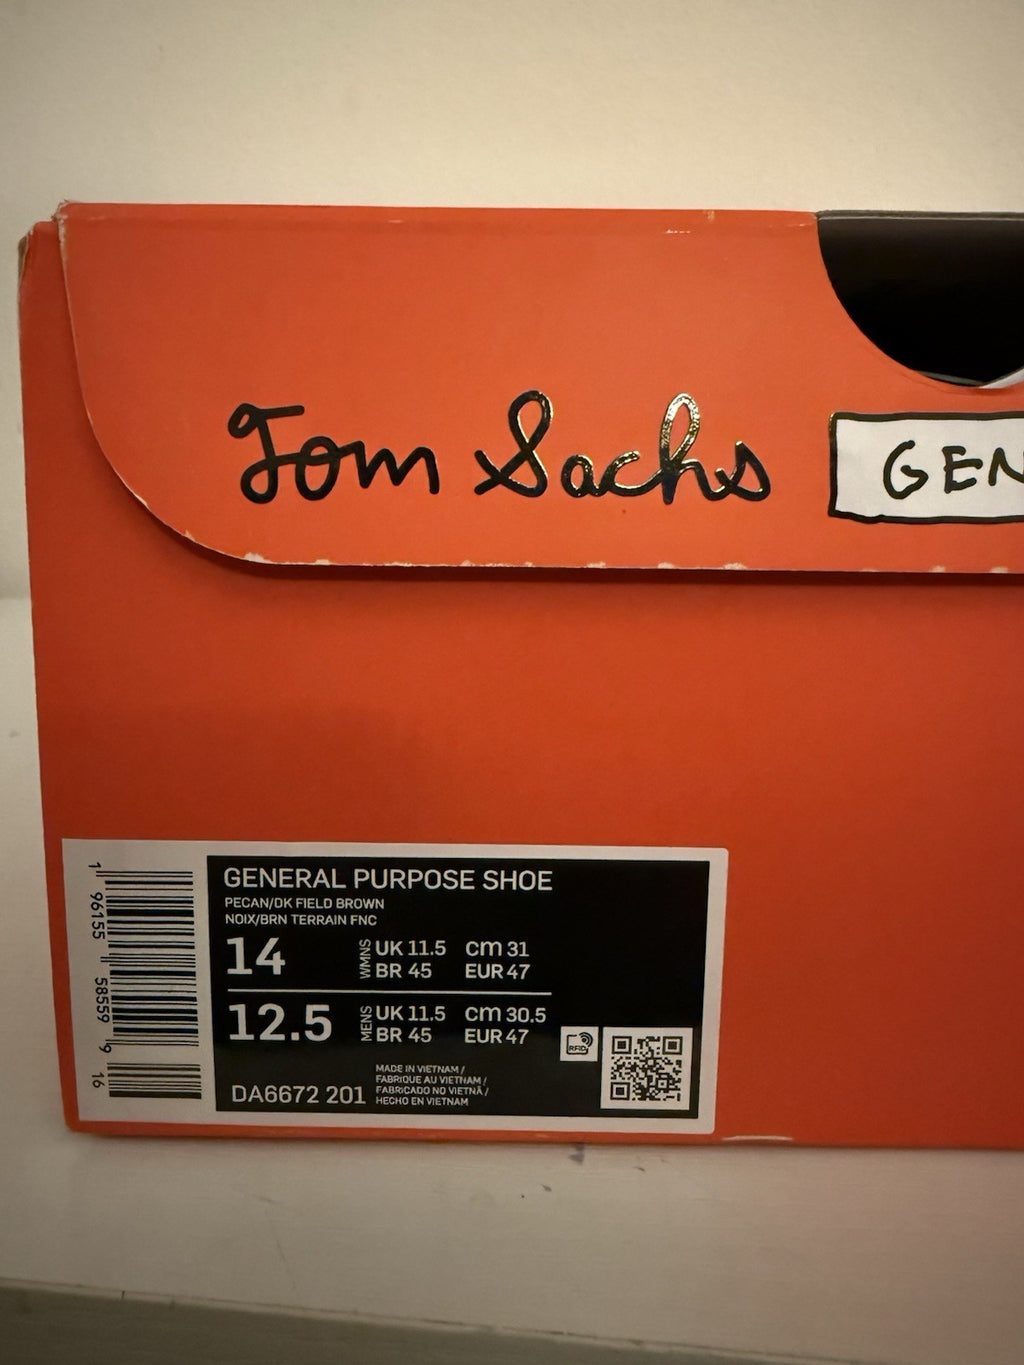 Tom Sachs
GEN
GENERAL PURPOSE SHOE
PECAN/DK FIELD BROWN
NOIX/BRN TERRAIN FNC
14 WMNS UK 11.5 cm 31
BR 45 EUR 47
12.5 MENS UK 11.5 cm 30.5
BR 45 EUR 47
RFID
DA6672 201
MADE IN VIETNAM /
FABRIQUE AU VIETNAM /
FABRICADO NO VIETNÃ /
HECHO EN VIETNAM
1 96155 58559 9 16